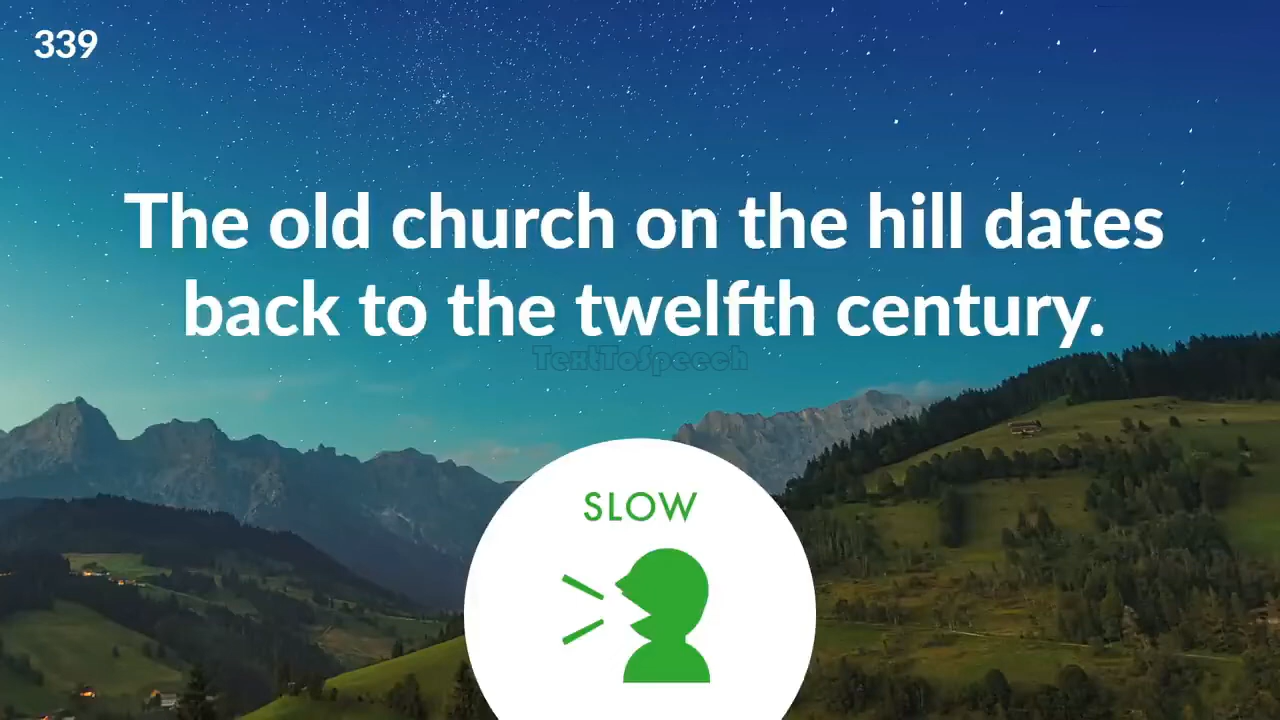 339
The old church on the hill dates
back to the twelfth century.
TextToSpeech
SLOW